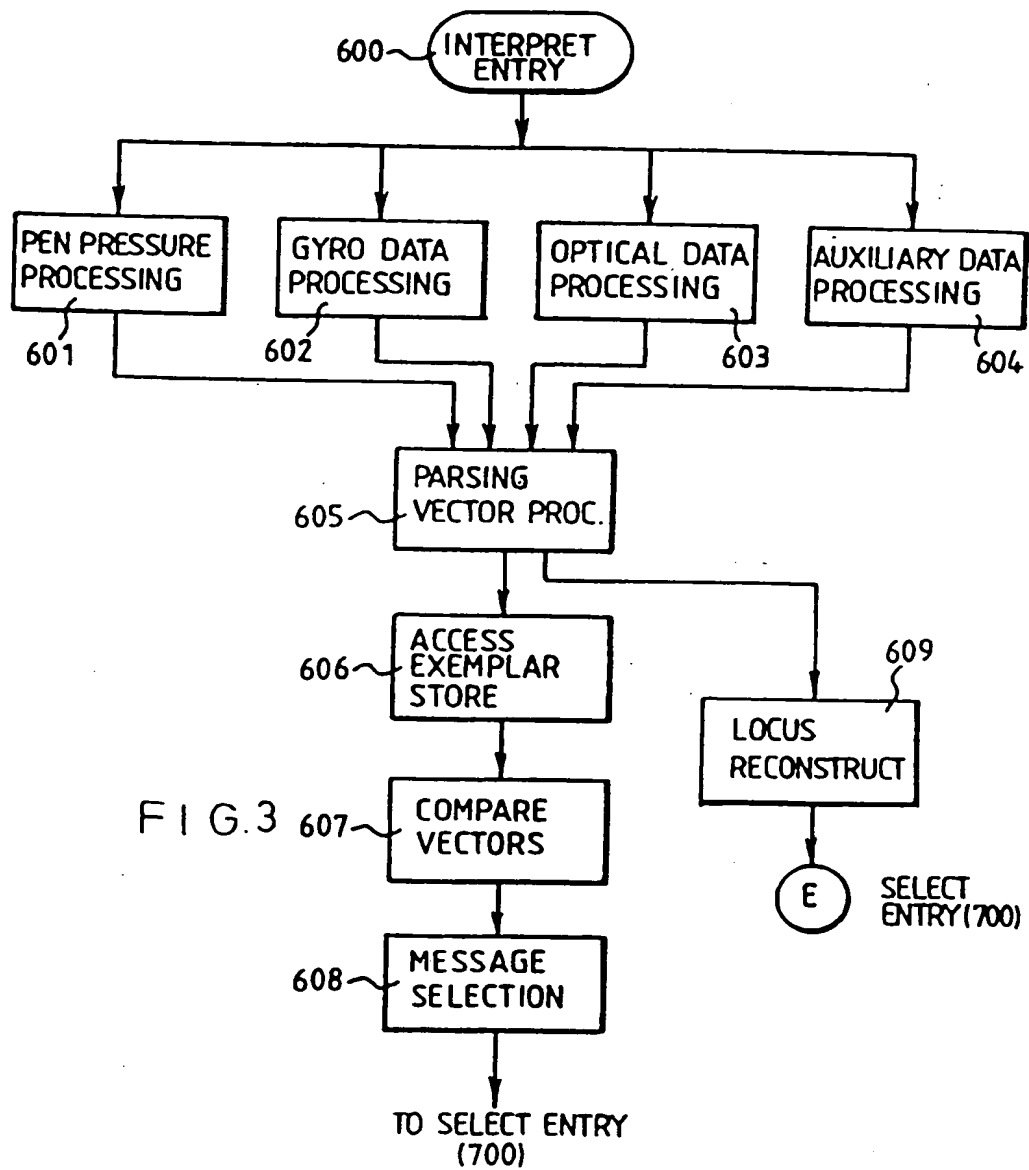 600
INTERPRET
ENTRY
PEN PRESSURE
PROCESSING
601
GYRO DATA
PROCESSING
602
OPTICAL DATA
PROCESSING
603
AUXILIARY DATA
PROCESSING
604
PARSING
VECTOR PROC.
605
ACCESS
EXEMPLAR
STORE
606
609
LOCUS
RECONSTRUCT
FIG.3
607
COMPARE
VECTORS
E
SELECT
ENTRY(700)
608
MESSAGE
SELECTION
TO SELECT ENTRY
(700)